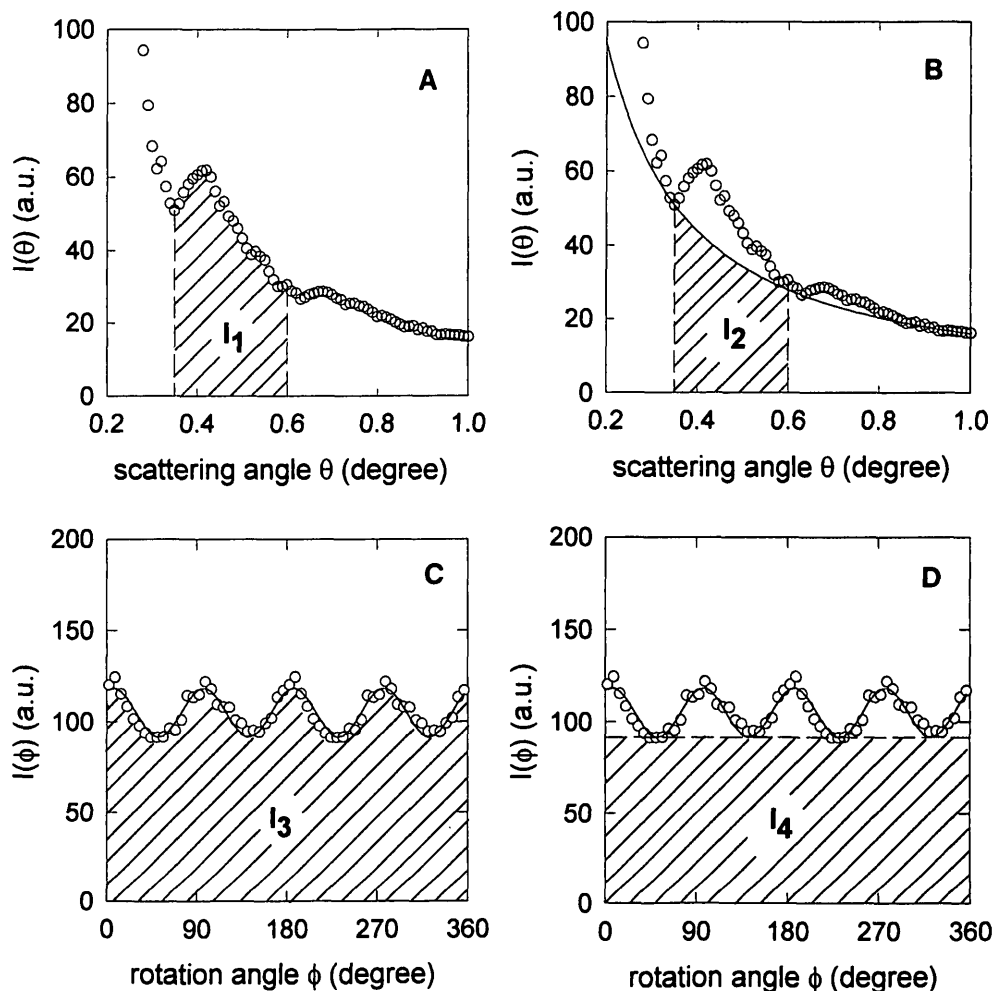 A
I(θ) (a.u.)
100
80
60
40
20
0
I1
0.2 0.4 0.6 0.8 1.0
scattering angle θ (degree)
B
I(θ) (a.u.)
100
80
60
40
20
0
I2
0.2 0.4 0.6 0.8 1.0
scattering angle θ (degree)
C
I(ϕ) (a.u.)
200
150
100
50
0
I3
0 90 180 270 360
rotation angle ϕ (degree)
D
I(ϕ) (a.u.)
200
150
100
50
0
I4
0 90 180 270 360
rotation angle ϕ (degree)